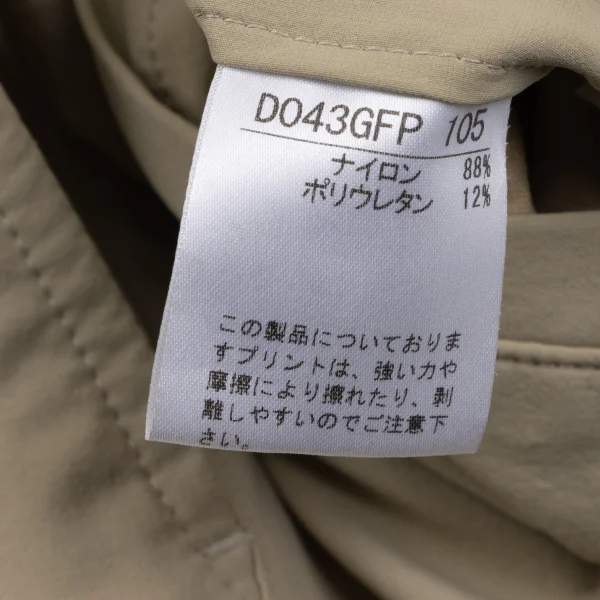 DO43GFP 105
ナイロン 88%
ポリウレタン 12%
この製品についておりま
すプリントは、強い力や
摩擦により擦れたり、剥
離しやすいのでご注意下
さい。